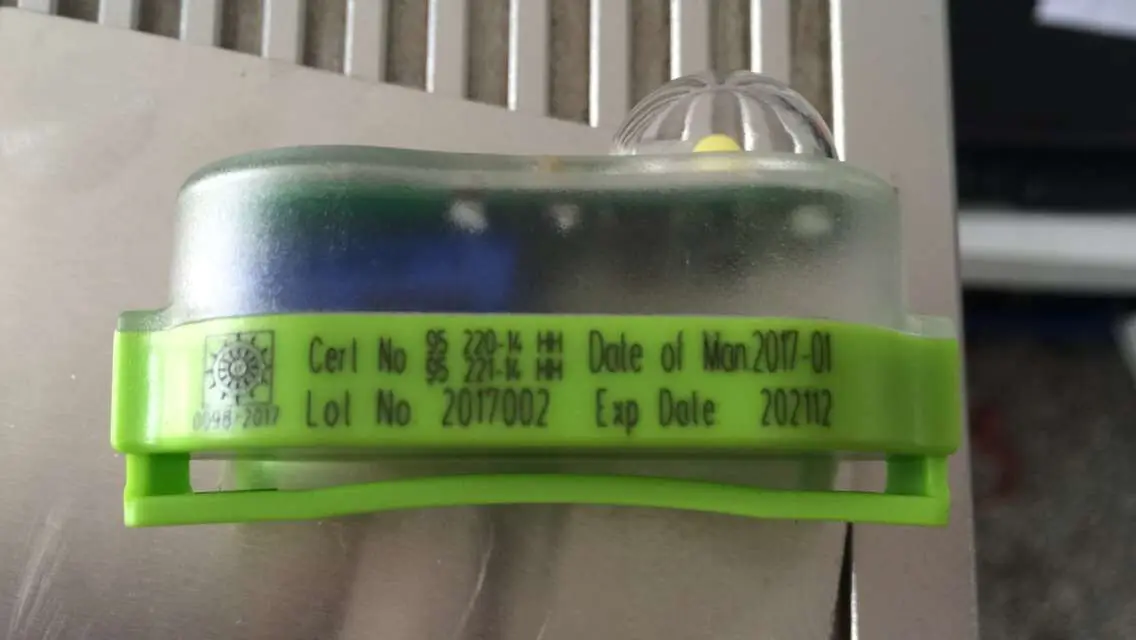 Cert No 95 220-14 HH
95 221-14 HH
Date of Man.2017-01
0098-2017
Lot No 2017002
Exp Date 202112